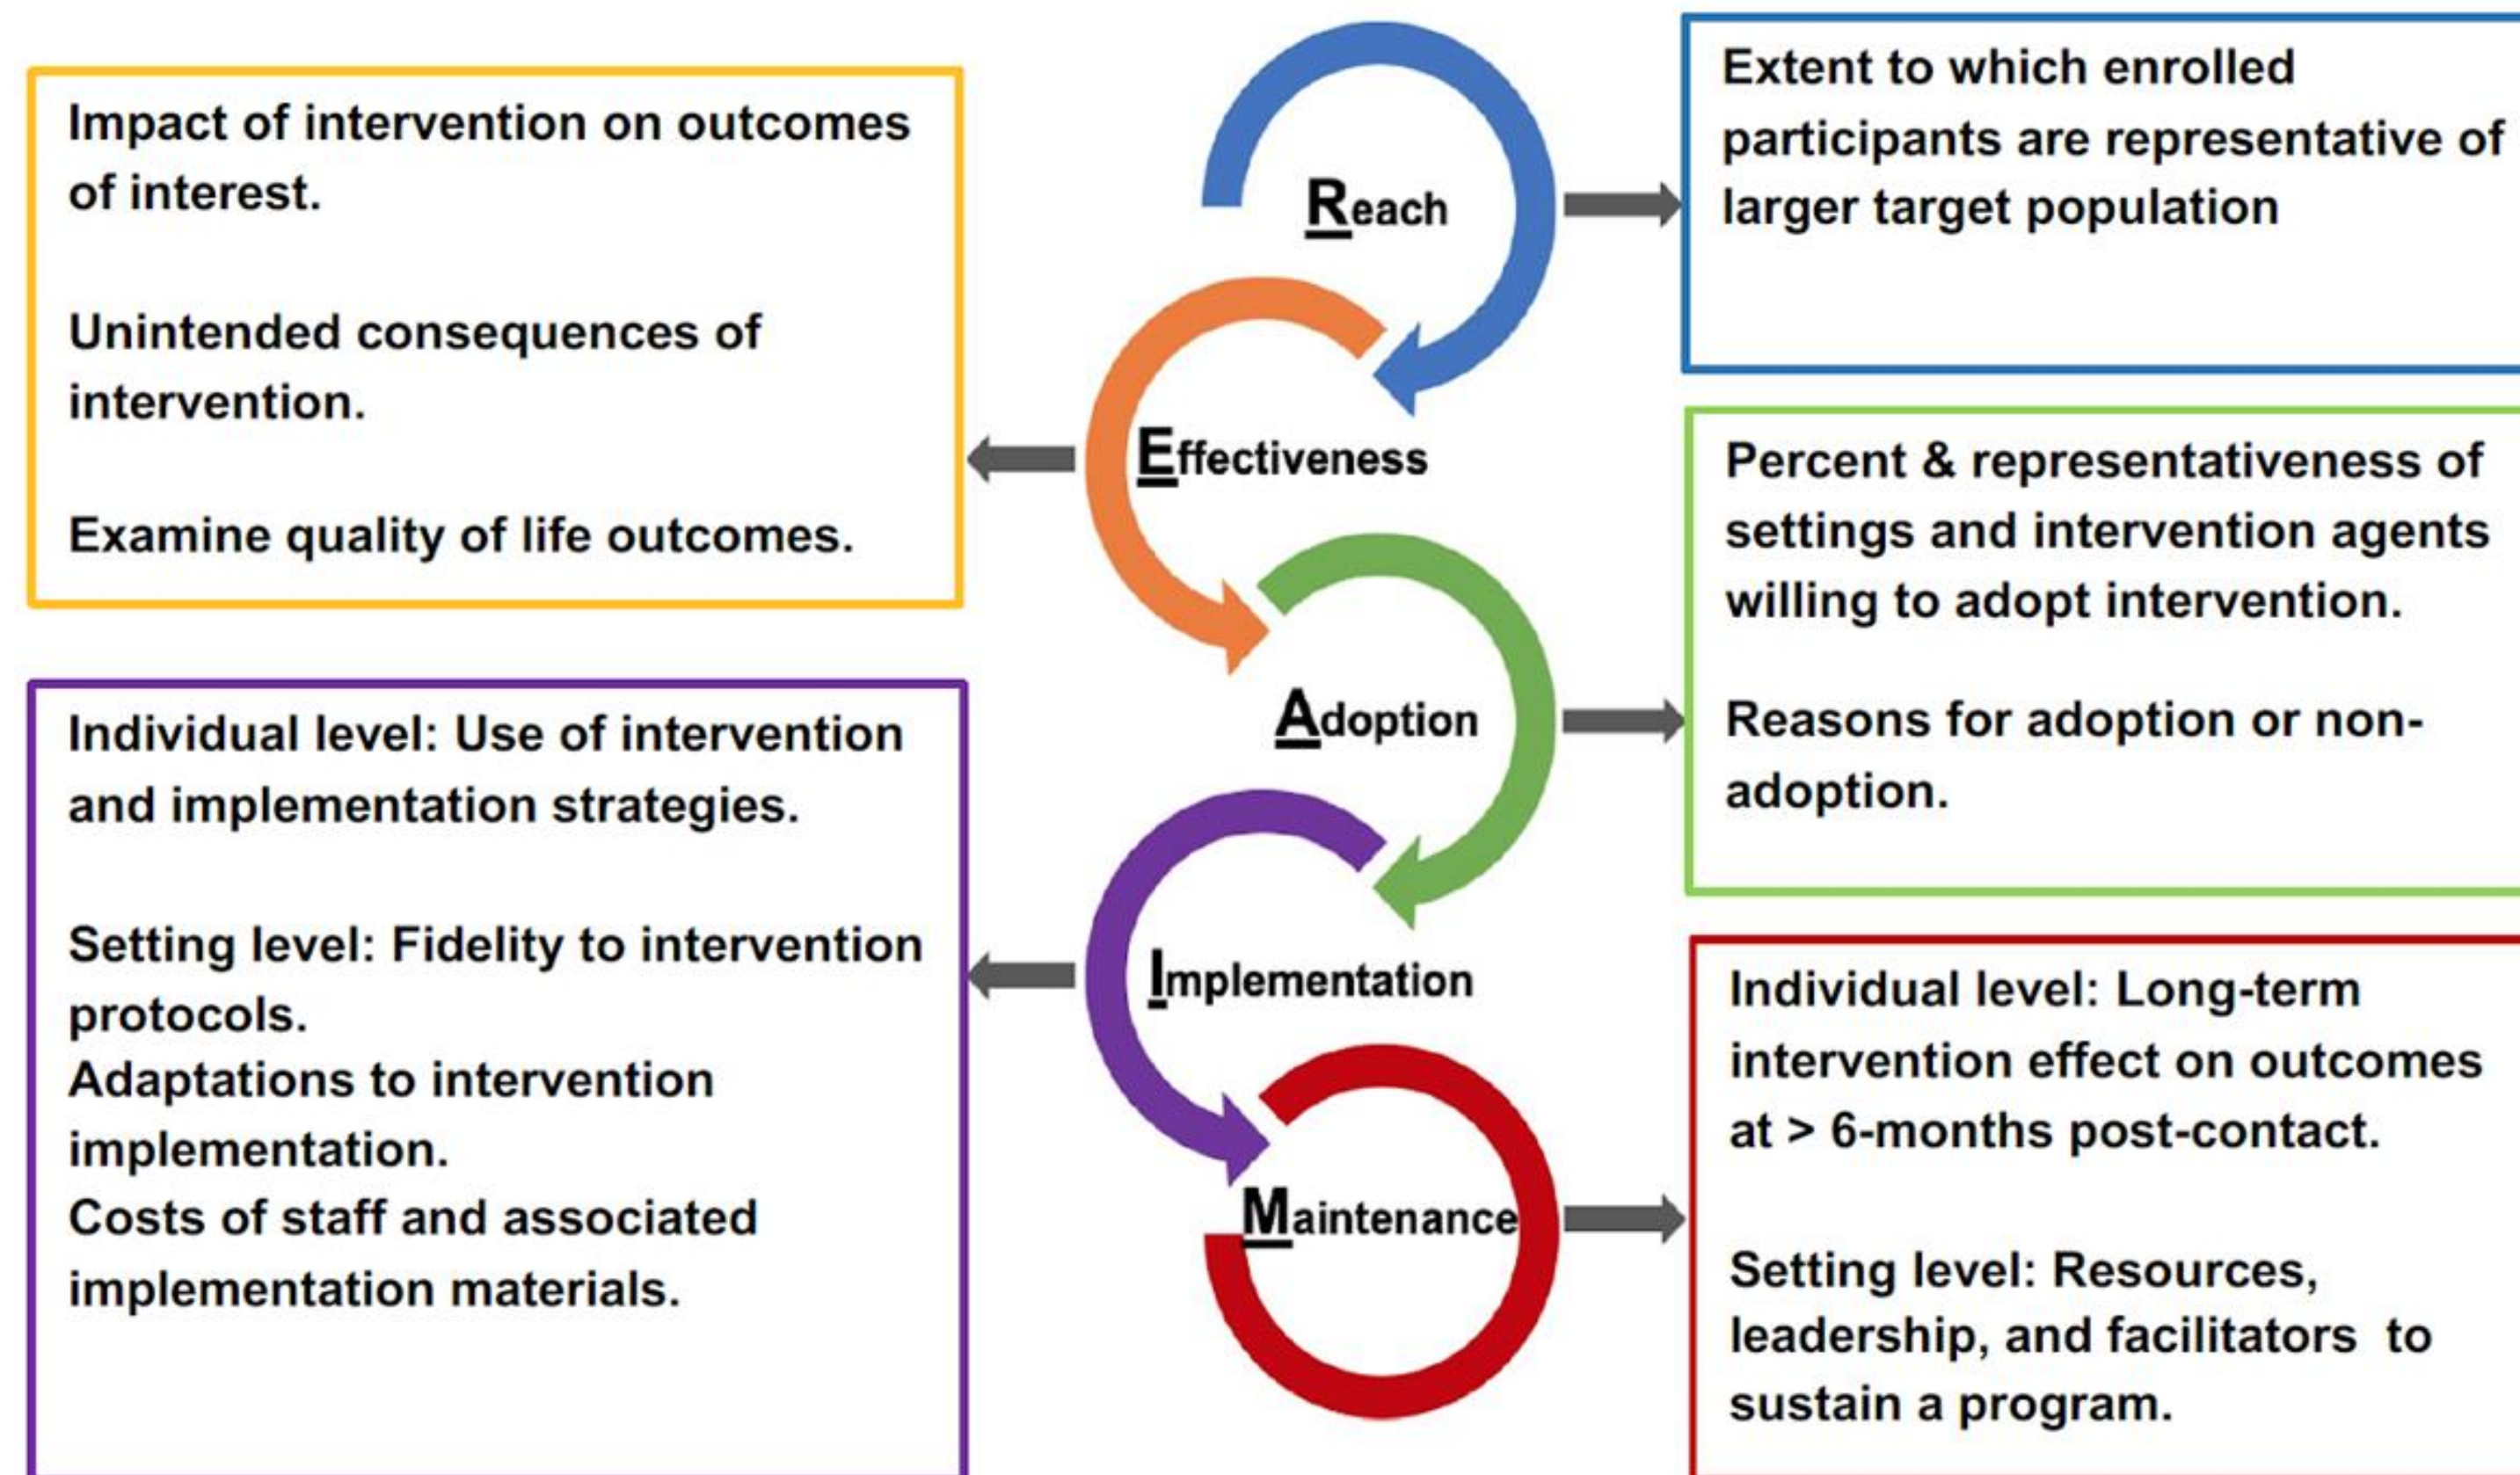 Extent to which enrolled
participants are representative of
larger target population
Reach
Impact of intervention on outcomes
of interest.
Unintended consequences of
intervention.
Examine quality of life outcomes.
Effectiveness
Percent & representativeness of
settings and intervention agents
willing to adopt intervention.
Reasons for adoption or non-
adoption.
Adoption
Individual level: Use of intervention
and implementation strategies.
Setting level: Fidelity to intervention
protocols.
Adaptations to intervention
implementation.
Costs of staff and associated
implementation materials.
Implementation
Individual level: Long-term
intervention effect on outcomes
at > 6-months post-contact.
Setting level: Resources,
leadership, and facilitators to
sustain a program.
Maintenance